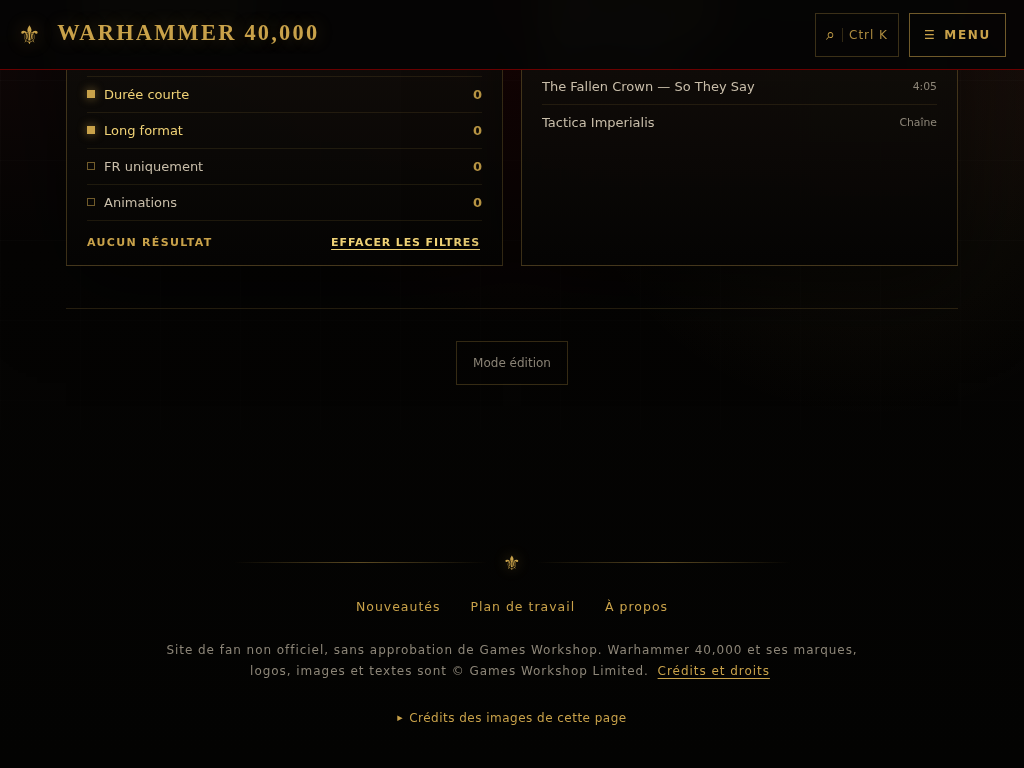 WARHAMMER 40,000
Ctrl K
☰ MENU
Durée courte 0
Long format 0
FR uniquement 0
Animations 0
AUCUN RÉSULTAT EFFACER LES FILTRES
The Fallen Crown — So They Say 4:05
Tactica Imperialis Chaîne
Mode édition
Nouveautés Plan de travail À propos
Site de fan non officiel, sans approbation de Games Workshop. Warhammer 40,000 et ses marques,
logos, images et textes sont © Games Workshop Limited. Crédits et droits
▸ Crédits des images de cette page